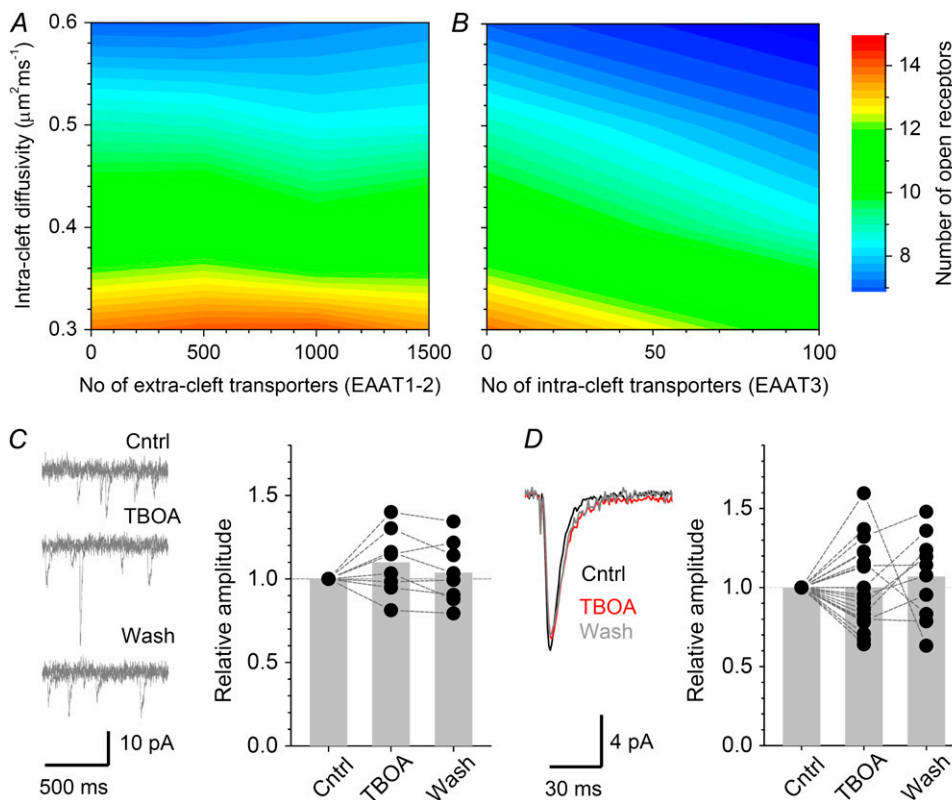 A
B
0.6
0.5
0.4
0.3
Intra-cleft diffusivity (μm²ms⁻¹)
0 500 1000 1500
No of extra-cleft transporters (EAAT1-2)
0 50 100
No of intra-cleft transporters (EAAT3)
14
12
10
8
Number of open receptors
C
Cntrl
TBOA
Wash
10 pA
500 ms
1.5
1.0
0.5
0.0
Relative amplitude
Cntrl TBOA Wash
D
Cntrl
TBOA
Wash
4 pA
30 ms
1.5
1.0
0.5
0.0
Relative amplitude
Cntrl TBOA Wash